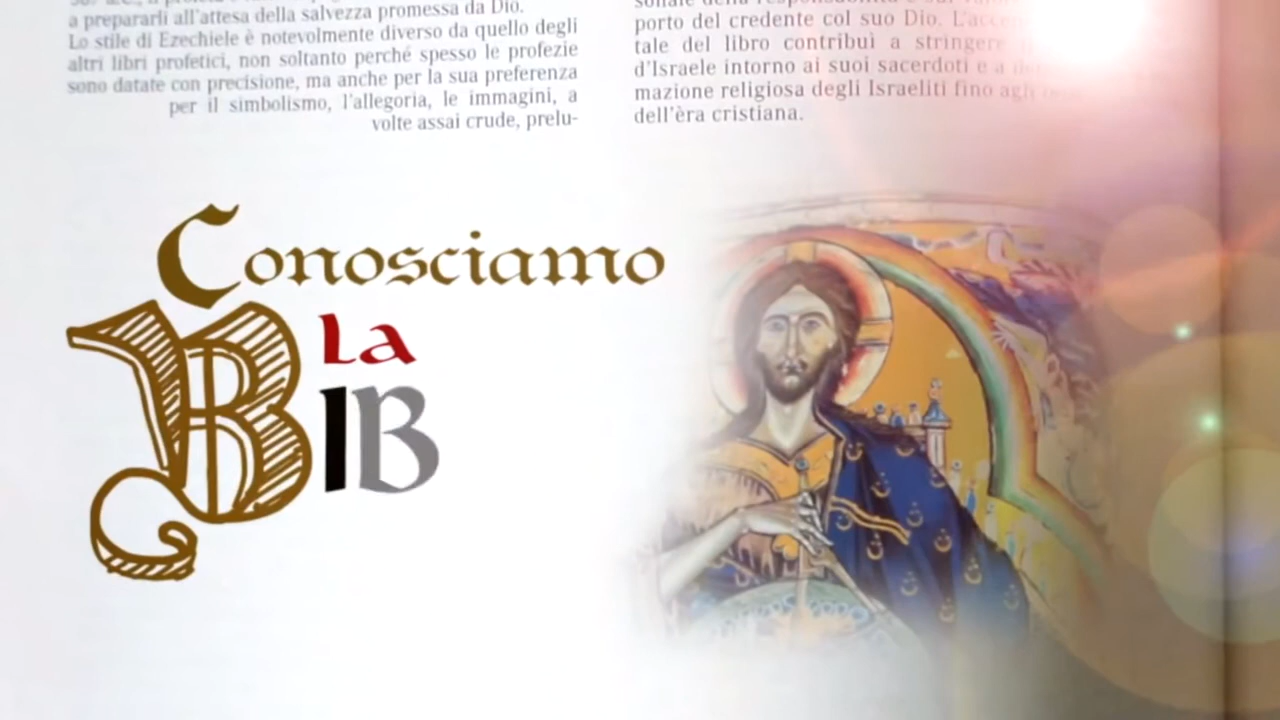 a prepararli all'attesa della salvezza promessa da Dio.
Lo stile di Ezechiele è notevolmente diverso da quello degli
altri libri profetici, non soltanto perché spesso le profezie
sono datate con precisione, ma anche per la sua preferenza
per il simbolismo, l'allegoria, le immagini, a
volte assai crude, prelu-
porto del credente col suo Dio.
tale del libro contribuì a stringere
d'Israele intorno ai suoi sacerdoti e a
mazione religiosa degli Israeliti fino agli
dell'èra cristiana.
Conosciamo
La
BIB